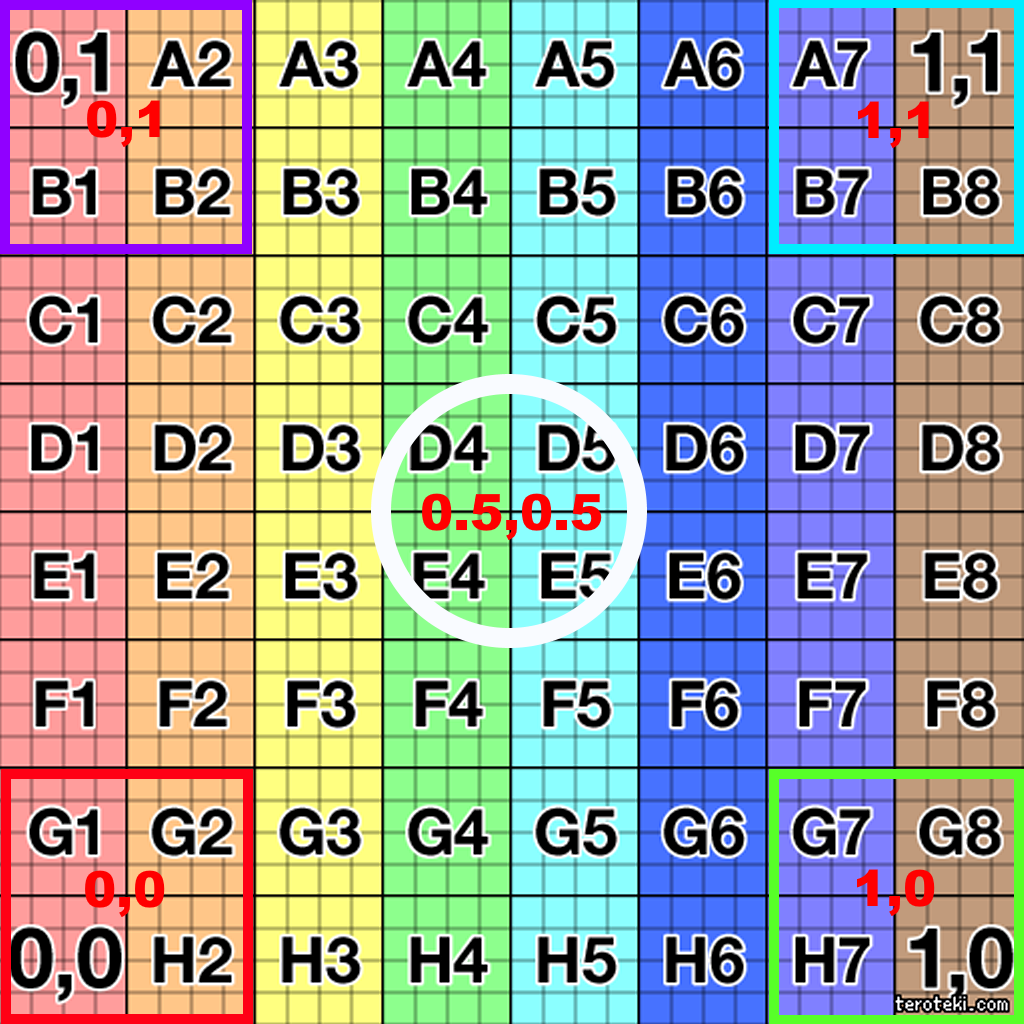 0,1 A2 A3 A4 A5 A6 A7 1,1
0,1 1,1
B1 B2 B3 B4 B5 B6 B7 B8
C1 C2 C3 C4 C5 C6 C7 C8
D1 D2 D3 D4 D5 D6 D7 D8
0.5,0.5
E1 E2 E3 E4 E5 E6 E7 E8
F1 F2 F3 F4 F5 F6 F7 F8
G1 G2 G3 G4 G5 G6 G7 G8
0,0 1,0
0,0 H2 H3 H4 H5 H6 H7 1,0
teroteki.com